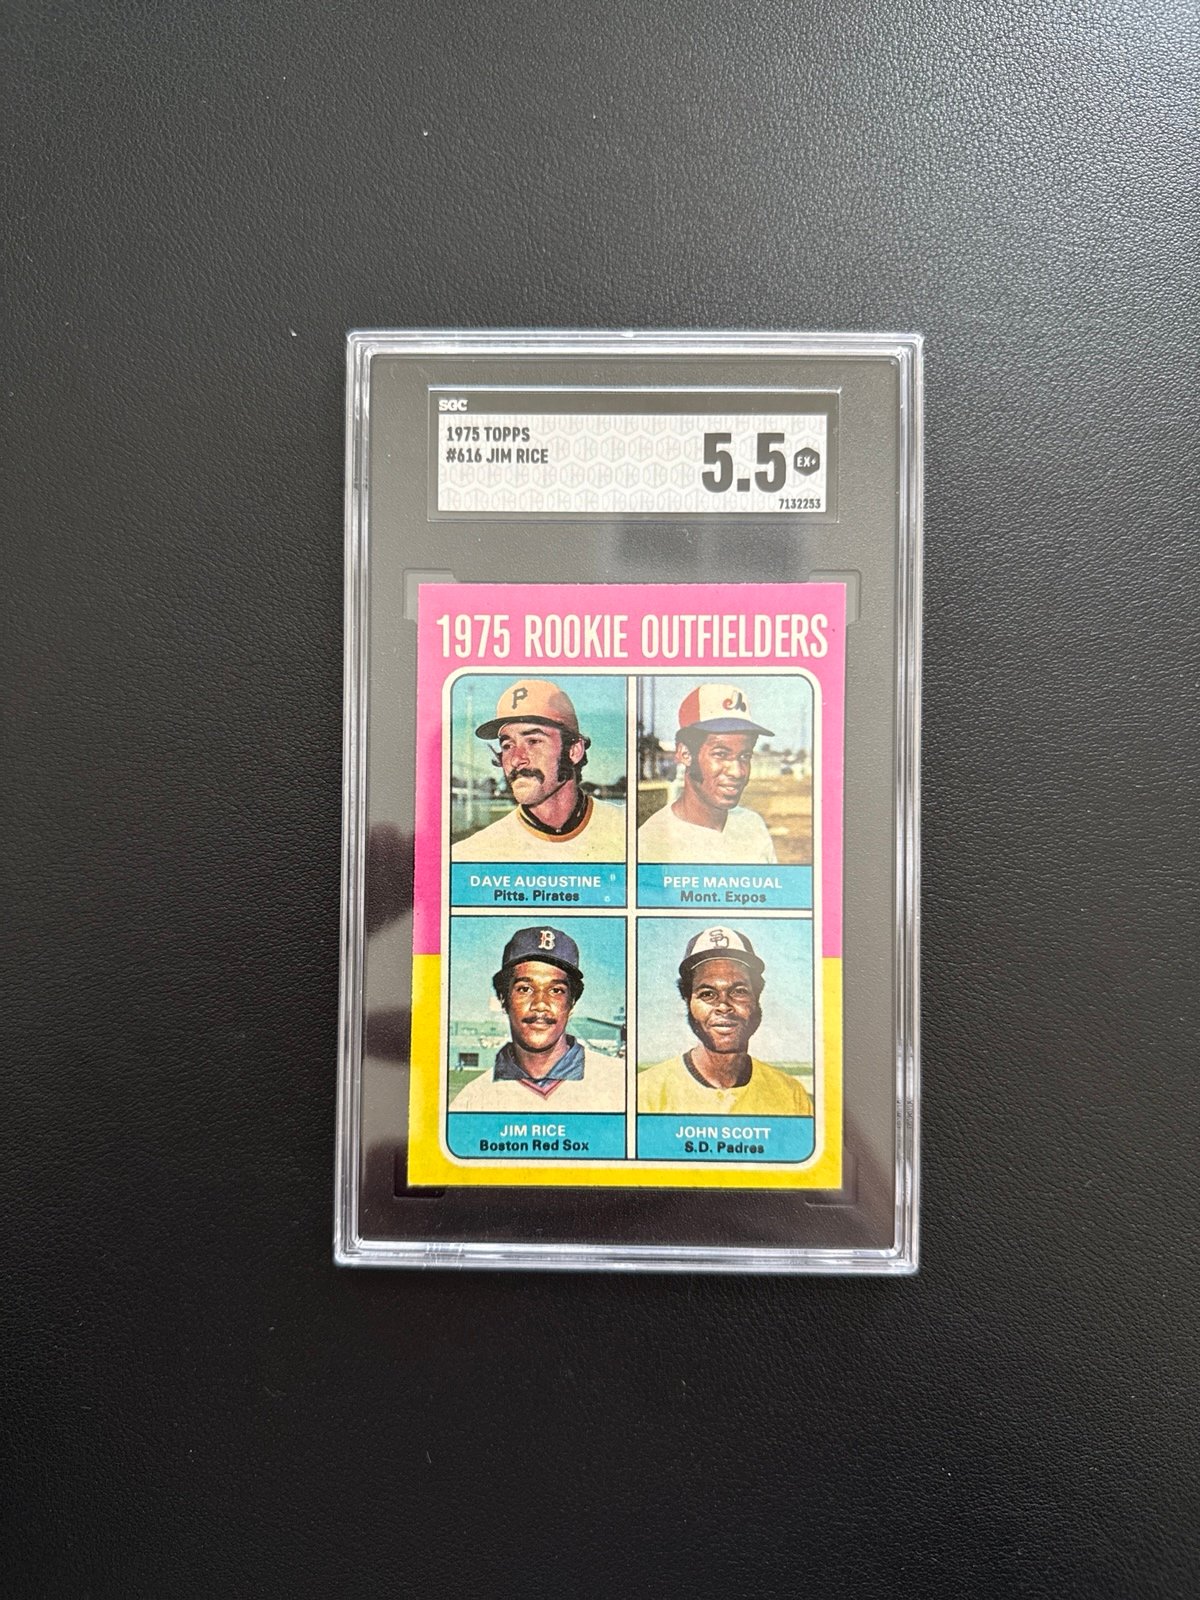 SGC
1975 TOPPS
#616 JIM RICE
5.5
EX+
7132253
1975 ROOKIE OUTFIELDERS
P
DAVE AUGUSTINE
Pitts. Pirates
PEPE MANGUAL
Mont. Expos
B
SD
JIM RICE
Boston Red Sox
JOHN SCOTT
S.D. Padres